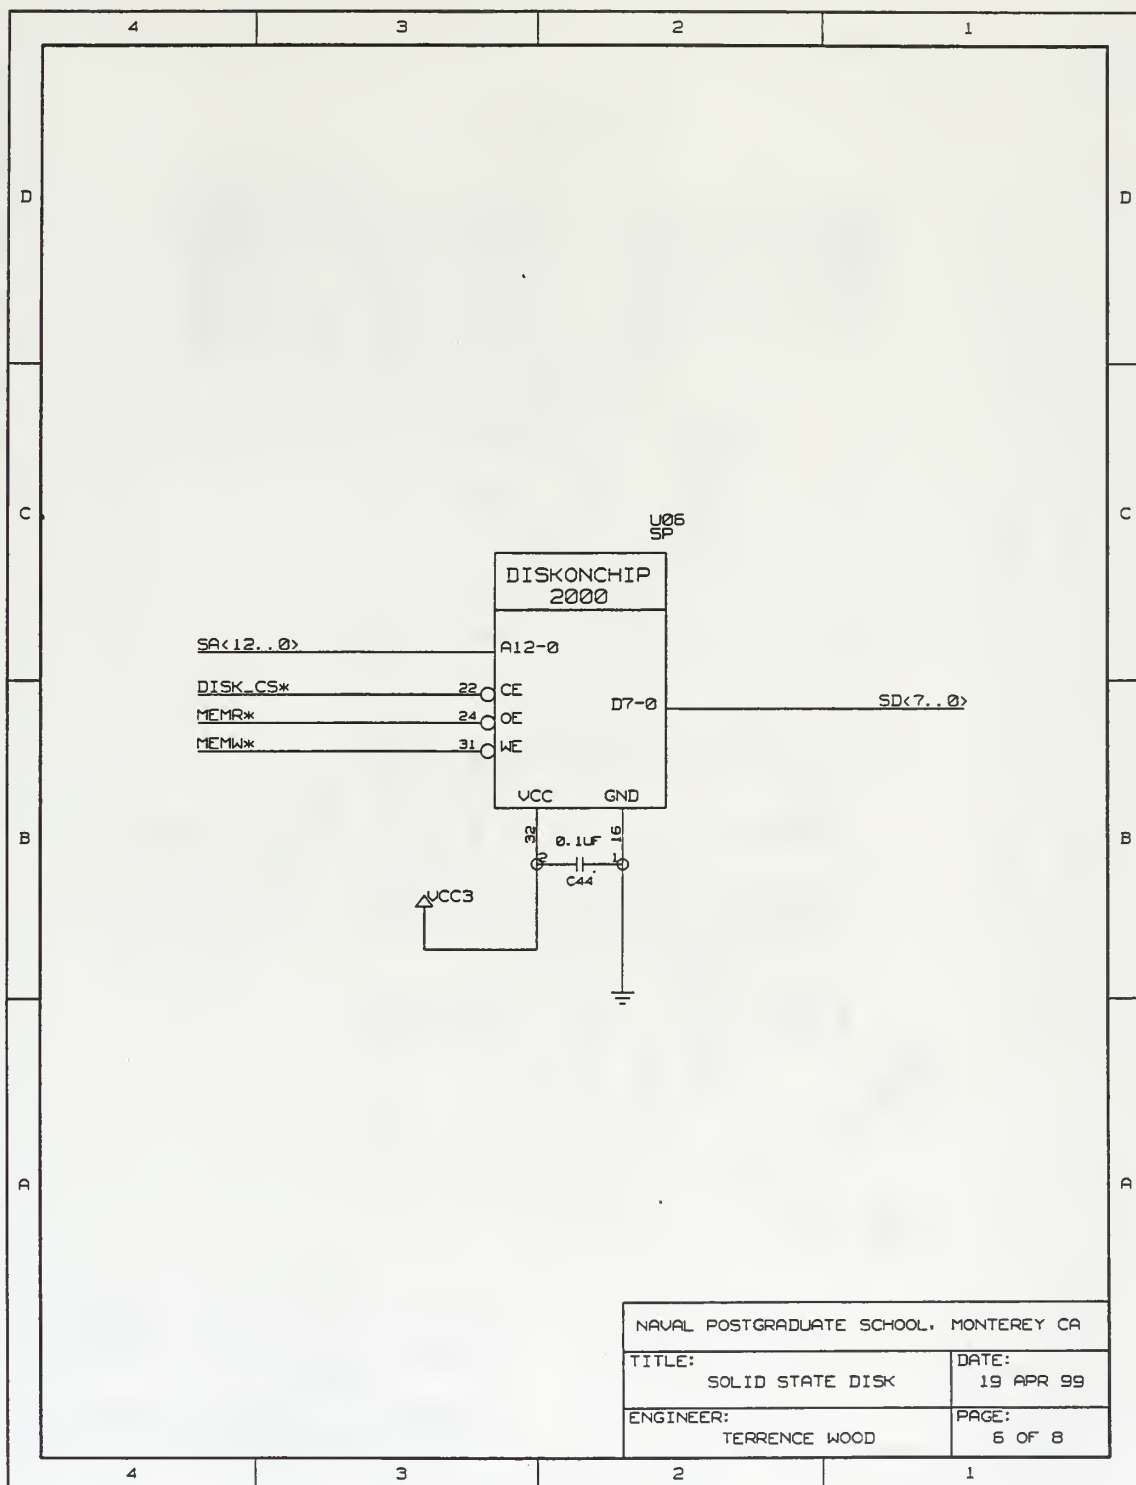 4 3 2 1
D D
C C
U06
SP
DISKONCHIP
2000
SA<12..0> A12-0
DISK_CS* 22 CE
D7-0 SD<7..0>
MEMR* 24 OE
MEMW* 31 WE
VCC GND
B B
32 16
0.1UF
2 1
C44
VCC3
A A
NAVAL POSTGRADUATE SCHOOL, MONTEREY CA
TITLE: DATE:
SOLID STATE DISK 19 APR 99
ENGINEER: PAGE:
TERRENCE WOOD 6 OF 8
4 3 2 1